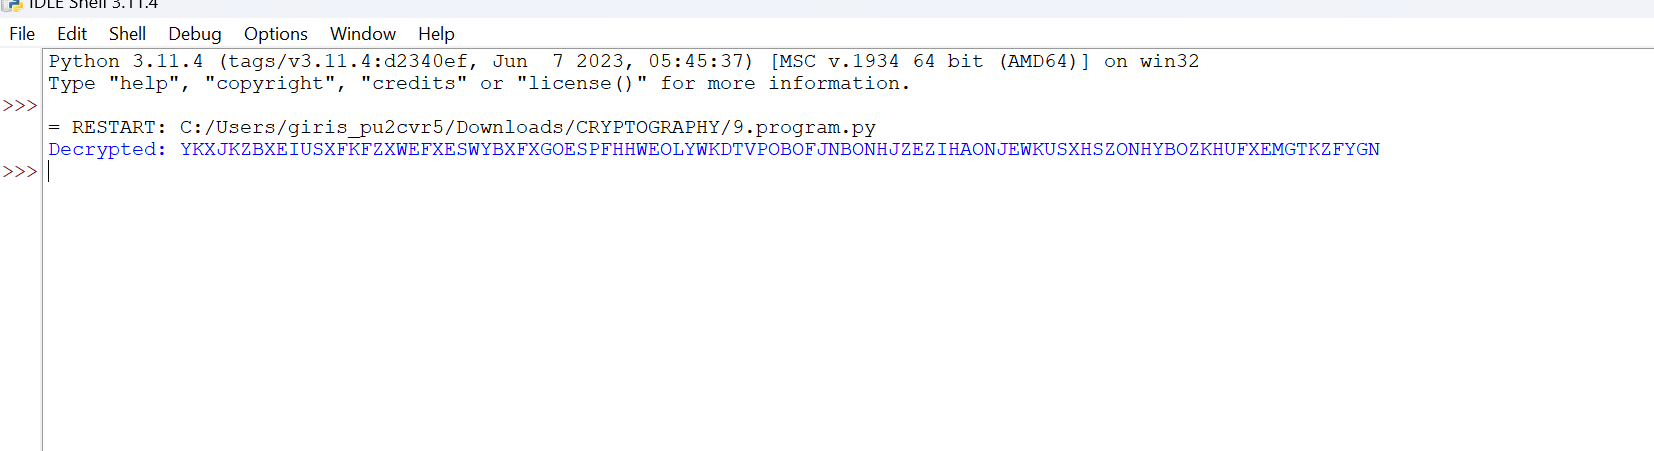 IDLE Shell 3.11.4
File Edit Shell Debug Options Window Help
Python 3.11.4 (tags/v3.11.4:d2340ef, Jun  7 2023, 05:45:37) [MSC v.1934 64 bit (AMD64)] on win32
Type "help", "copyright", "credits" or "license()" for more information.
>>>
= RESTART: C:/Users/giris_pu2cvr5/Downloads/CRYPTOGRAPHY/9.program.py
Decrypted: YKXJKZBXEIUSXFKFZXWEFXESWYBXFXGOESPFHHWEOLYWKDTVPOBOFJNBONHJZEZIHAONJEWKUSXHSZONHYBOZKHUFXEMGTKZFYGN
>>>